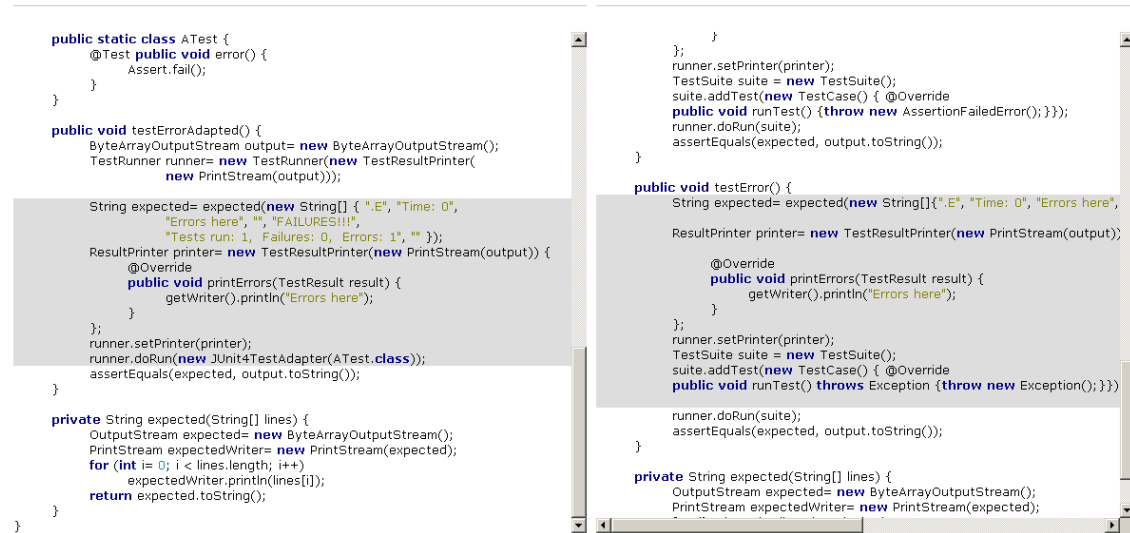 public static class ATest {
@Test public void error() {
Assert.fail();
}
}
public void testErrorAdapted() {
ByteArrayOutputStream output= new ByteArrayOutputStream();
TestRunner runner= new TestRunner(new TestResultPrinter(
new PrintStream(output)));
String expected= expected(new String[] { ".E", "Time: 0",
"Errors here", "", "FAILURES!!!",
"Tests run: 1,  Failures: 0,  Errors: 1", "" });
ResultPrinter printer= new TestResultPrinter(new PrintStream(output)) {
@Override
public void printErrors(TestResult result) {
getWriter().println("Errors here");
}
};
runner.setPrinter(printer);
runner.doRun(new JUnit4TestAdapter(ATest.class));
assertEquals(expected, output.toString());
}
private String expected(String[] lines) {
OutputStream expected= new ByteArrayOutputStream();
PrintStream expectedWriter= new PrintStream(expected);
for (int i= 0; i < lines.length; i++)
expectedWriter.println(lines[i]);
return expected.toString();
}
}
}
};
runner.setPrinter(printer);
TestSuite suite = new TestSuite();
suite.addTest(new TestCase() { @Override
public void runTest() {throw new AssertionFailedError();}});
runner.doRun(suite);
assertEquals(expected, output.toString());
}
public void testError() {
String expected= expected(new String[]{".E", "Time: 0", "Errors here",
ResultPrinter printer= new TestResultPrinter(new PrintStream(output))
@Override
public void printErrors(TestResult result) {
getWriter().println("Errors here");
}
};
runner.setPrinter(printer);
TestSuite suite = new TestSuite();
suite.addTest(new TestCase() { @Override
public void runTest() throws Exception {throw new Exception();}})
runner.doRun(suite);
assertEquals(expected, output.toString());
}
private String expected(String[] lines) {
OutputStream expected= new ByteArrayOutputStream();
PrintStream expectedWriter= new PrintStream(expected);